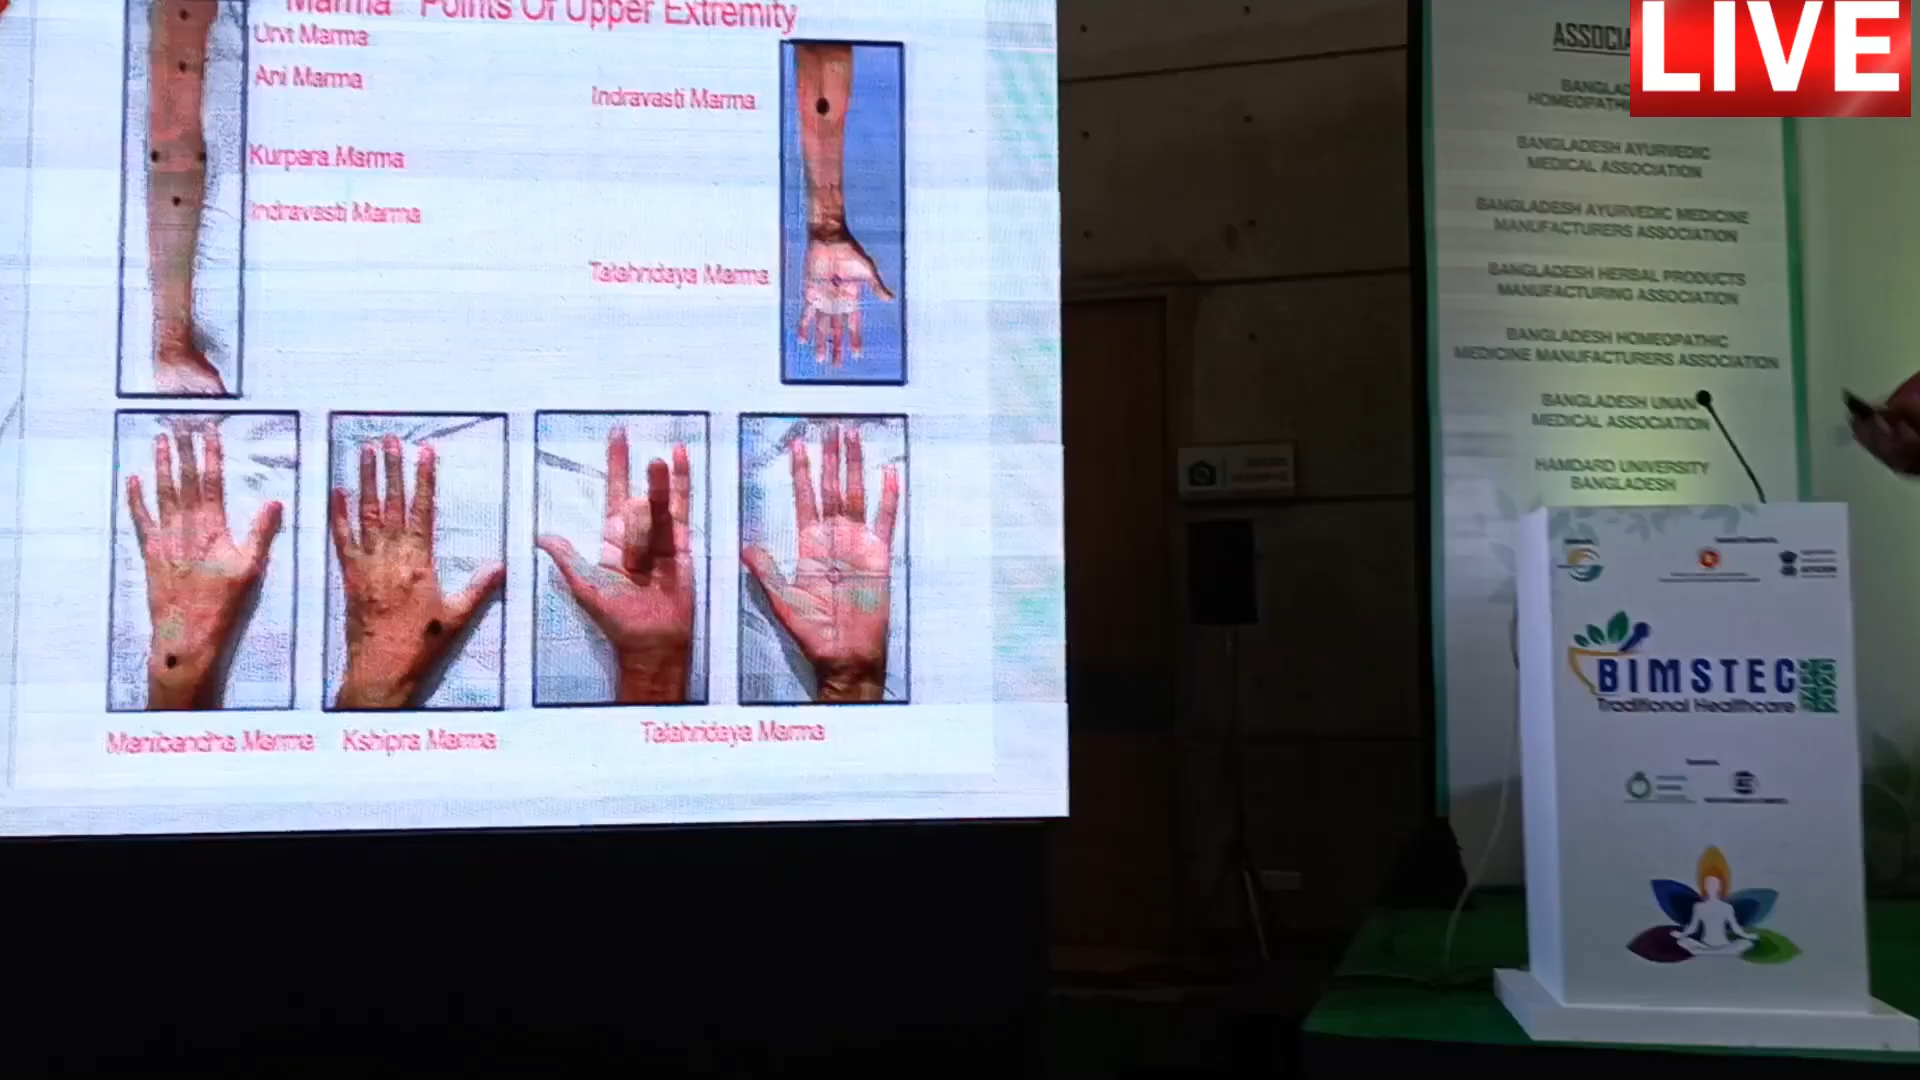 Marma Points Of Upper Extremity
Urvi Marma
Ani Marma
Kurpara Marma
Indravasti Marma
Indravasti Marma
Talahridaya Marma
Manibandha Marma
Kshipra Marma
Talahridaya Marma
LIVE
BANGLADESH AYURVEDIC
MEDICAL ASSOCIATION
BANGLADESH AYURVEDIC MEDICINE
MANUFACTURERS ASSOCIATION
BANGLADESH HERBAL PRODUCTS
MANUFACTURING ASSOCIATION
BANGLADESH HOMEOPATHIC
MEDICINE MANUFACTURERS ASSOCIATION
BANGLADESH UNANI
MEDICAL ASSOCIATION
HAMDARD UNIVERSITY
BANGLADESH
BIMSTEC
Traditional Healthcare